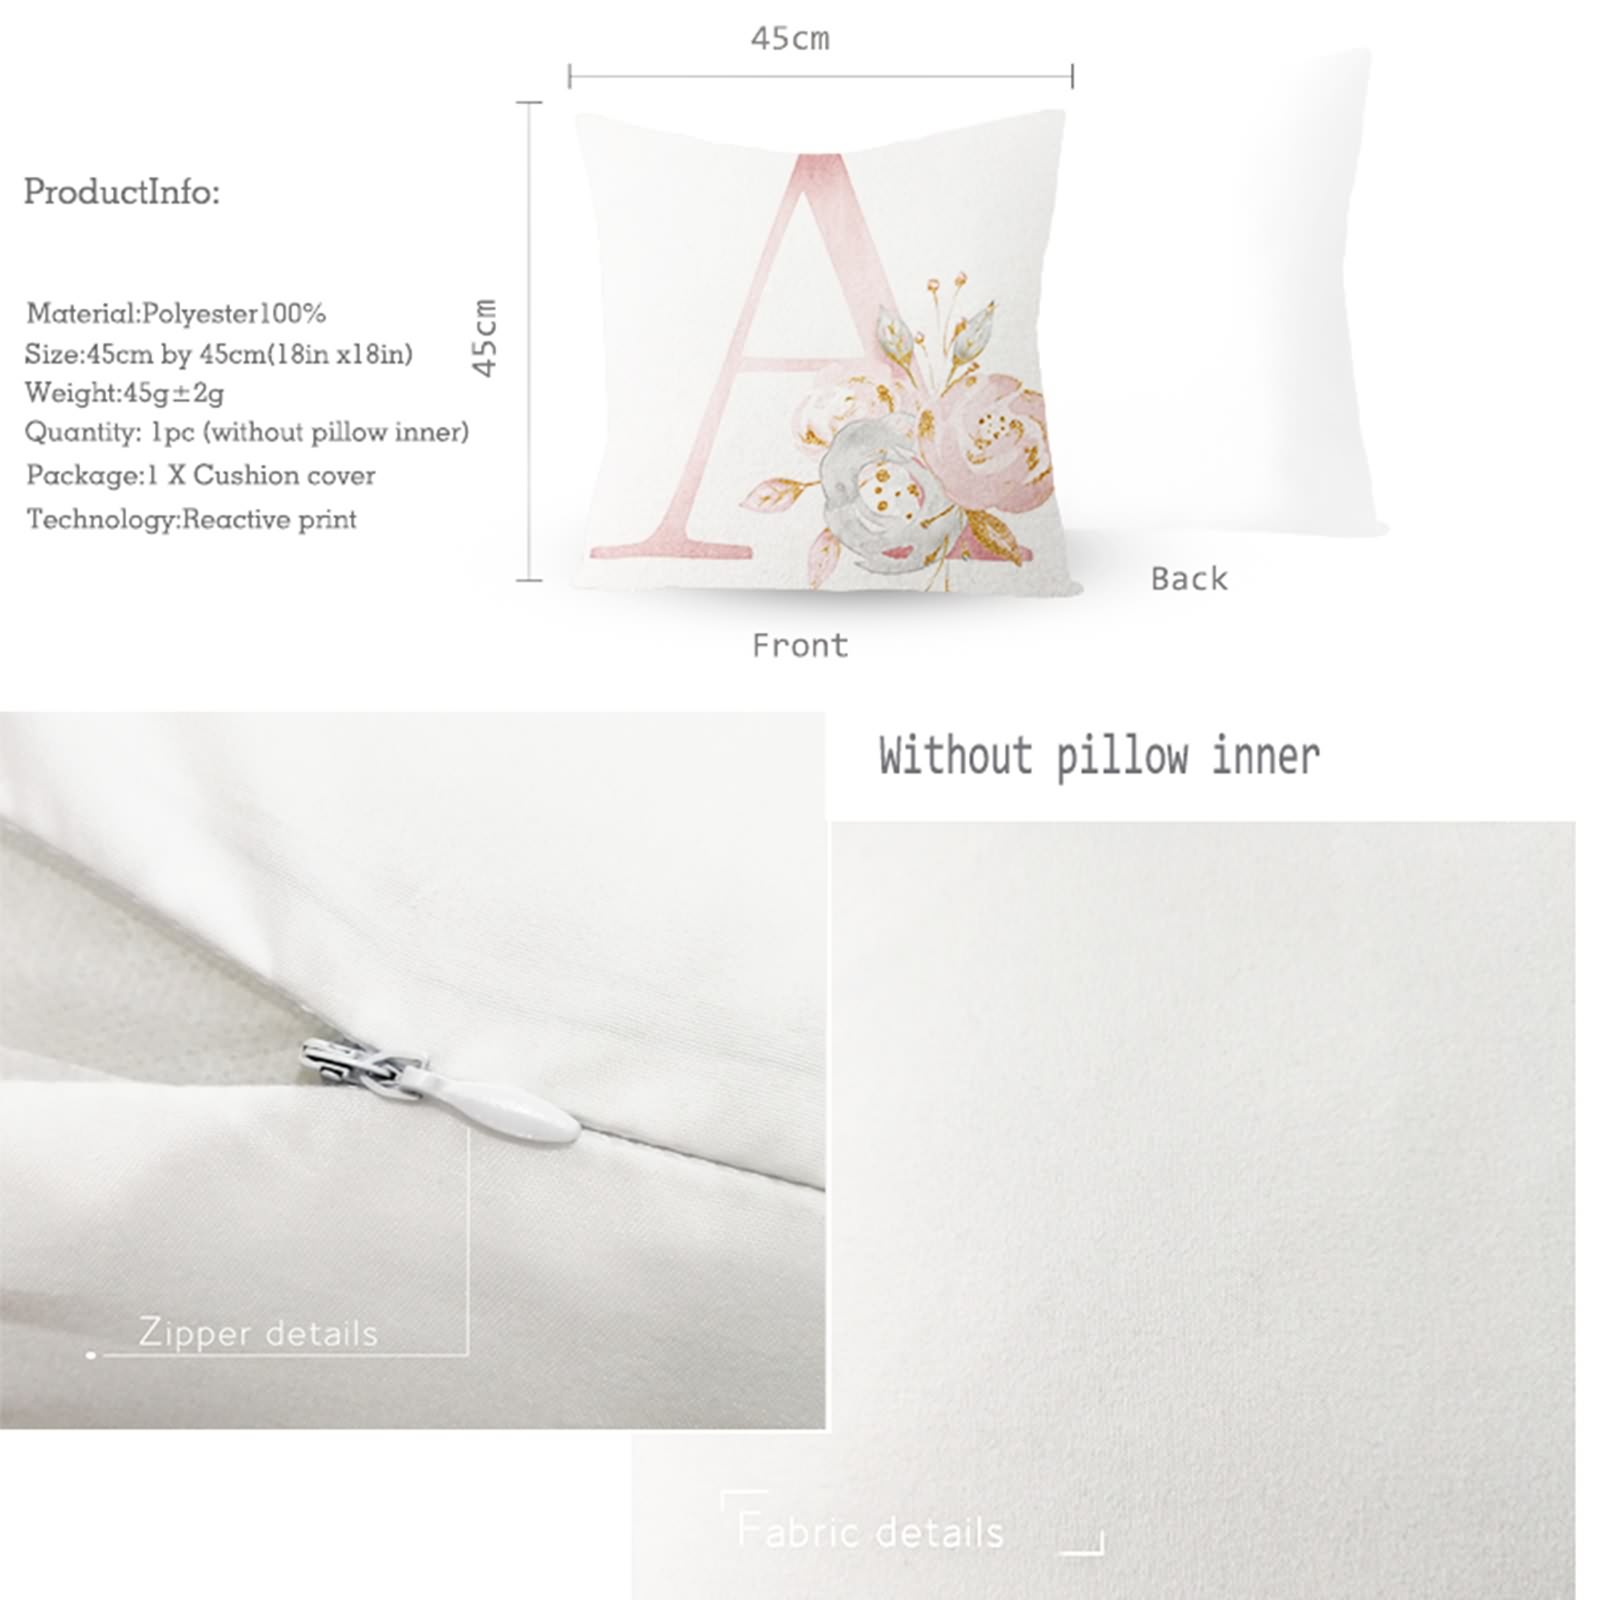 45cm
45cm
ProductInfo:
Material:Polyester100%
Size:45cm by 45cm(18in x18in)
Weight:45g±2g
Quantity: 1pc (without pillow inner)
Package:1 X Cushion cover
Technology:Reactive print
A
Back
Front
Without pillow inner
Zipper details
Fabric details